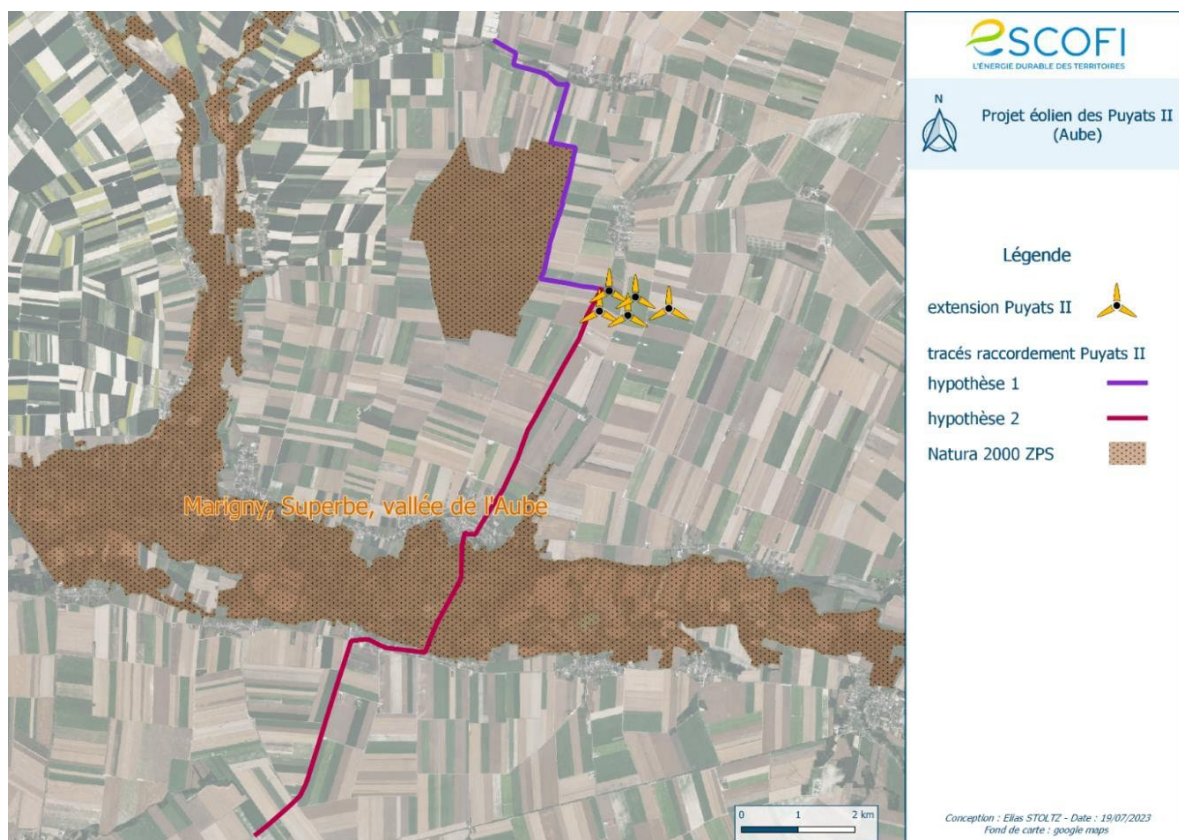 escofi
L'ÉNERGIE DURABLE DES TERRITOIRES
N
Projet éolien des Puyats II
(Aube)
Légende
extension Puyats II
tracés raccordement Puyats II
hypothèse 1
hypothèse 2
Natura 2000 ZPS
Marigny, Superbe, vallée de l'Aube
0 1 2 km
Conception : Elias STOLTZ - Date : 19/07/2023
Fond de carte : google maps